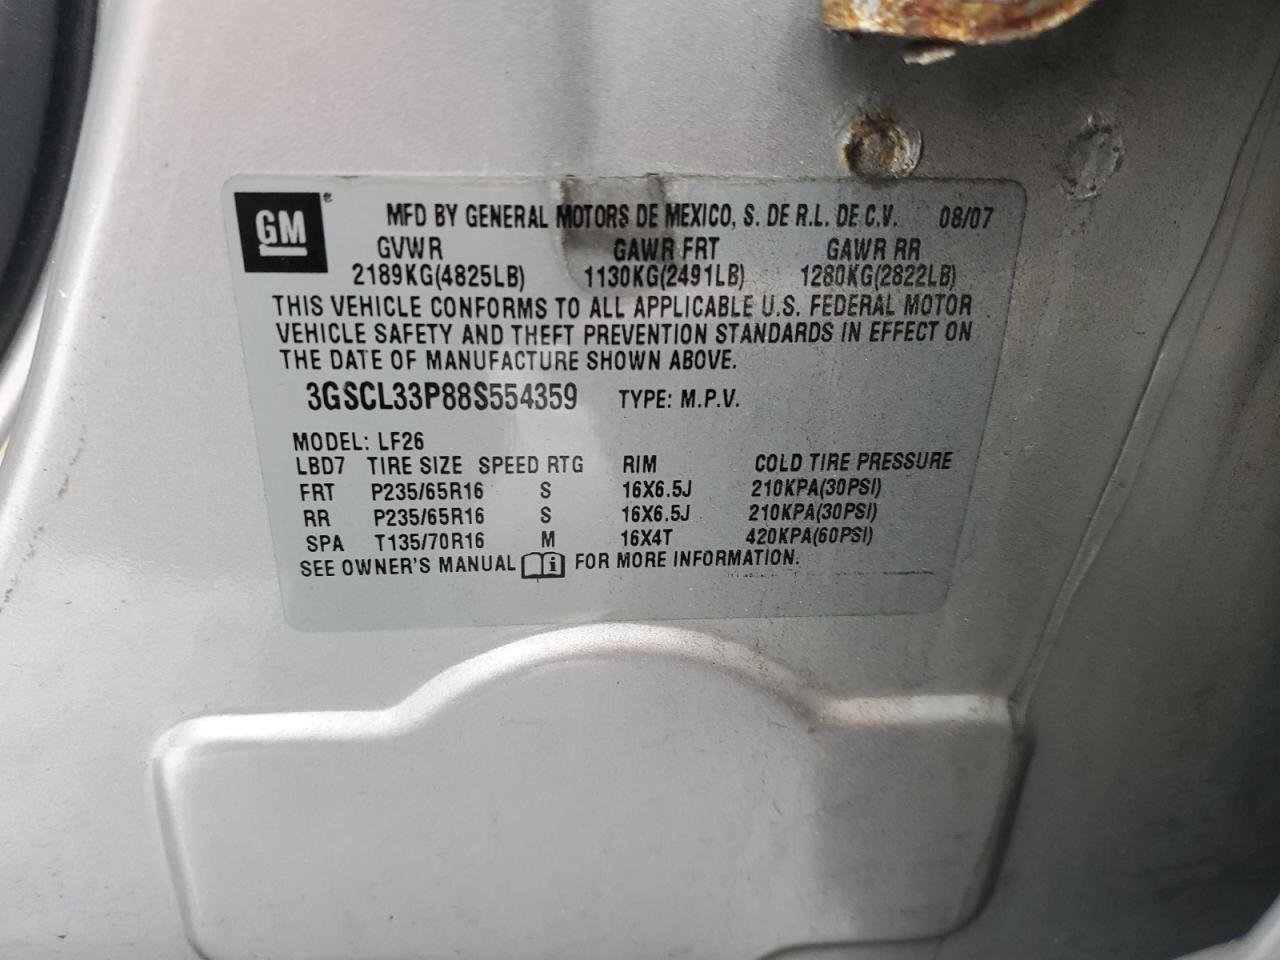 GM®
MFD BY GENERAL MOTORS DE MEXICO, S. DE R.L. DE C.V. 08/07
GVWR GAWR FRT GAWR RR
2189KG(4825LB) 1130KG(2491LB) 1280KG(2822LB)
THIS VEHICLE CONFORMS TO ALL APPLICABLE U.S. FEDERAL MOTOR
VEHICLE SAFETY AND THEFT PREVENTION STANDARDS IN EFFECT ON
THE DATE OF MANUFACTURE SHOWN ABOVE.
3GSCL33P88S554359 TYPE: M.P.V.
MODEL: LF26
LBD7 TIRE SIZE SPEED RTG RIM COLD TIRE PRESSURE
FRT P235/65R16 S 16X6.5J 210KPA(30PSI)
RR P235/65R16 S 16X6.5J 210KPA(30PSI)
SPA T135/70R16 M 16X4T 420KPA(60PSI)
SEE OWNER'S MANUAL i FOR MORE INFORMATION.